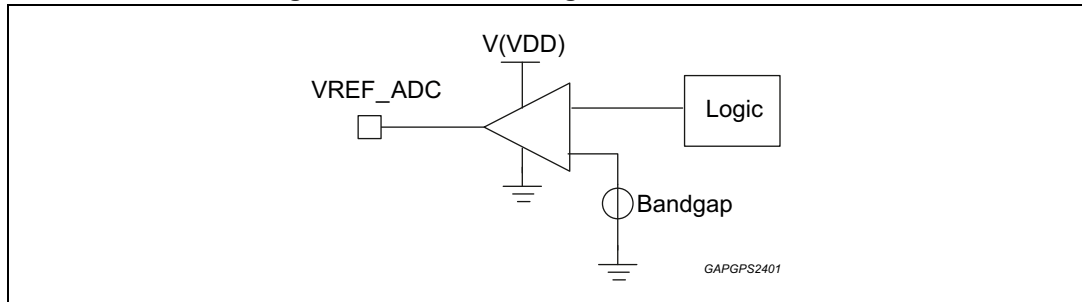 V(VDD)
VREF_ADC
Logic
Bandgap
GAPGPS2401